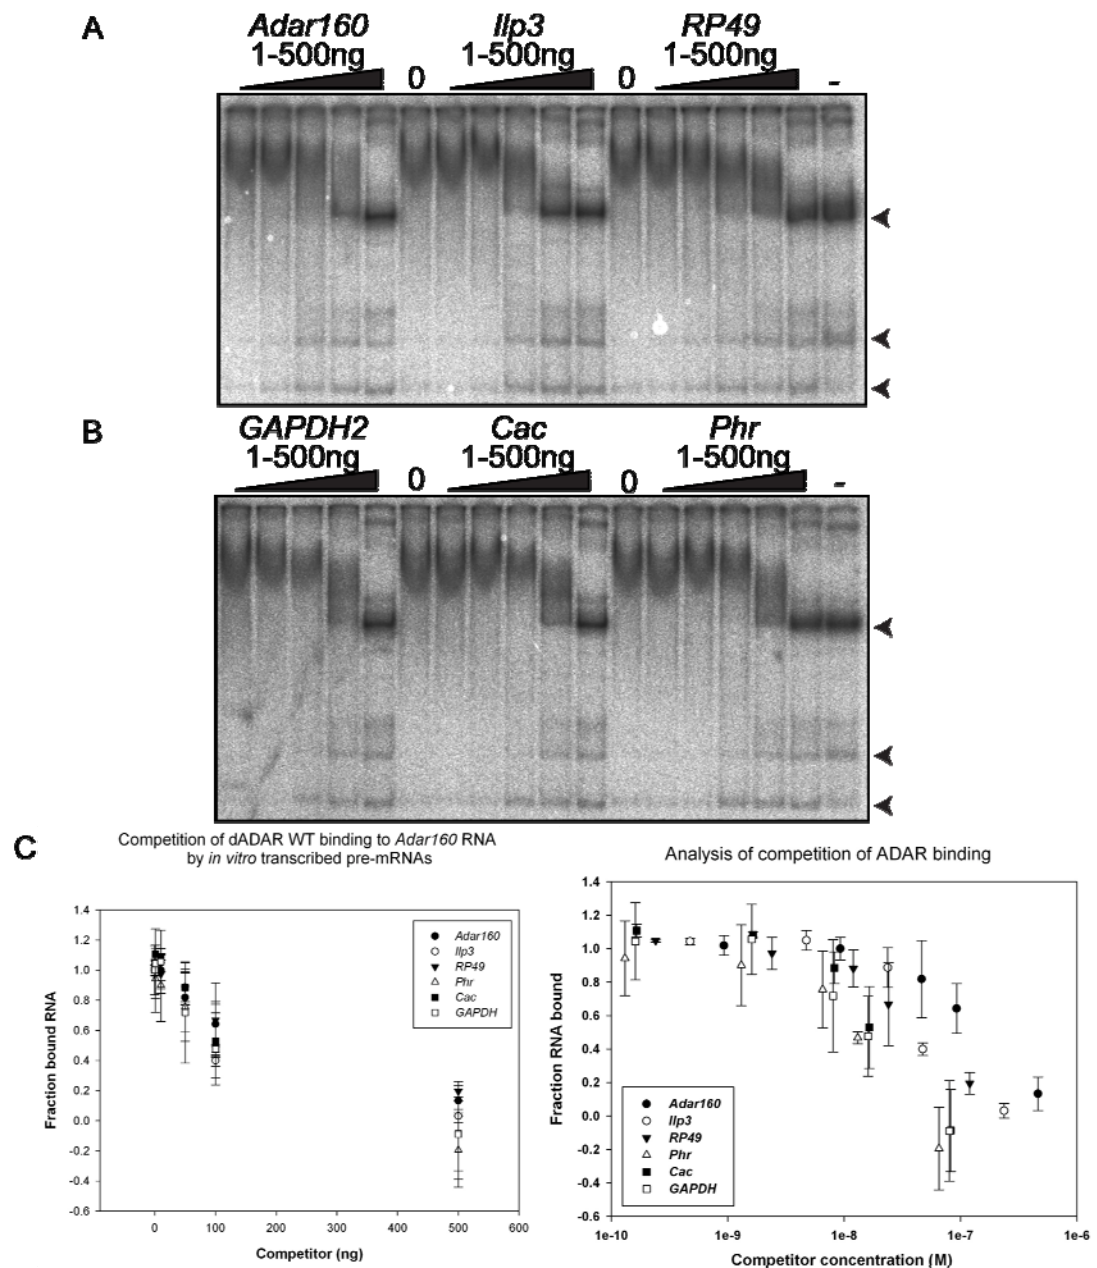 A
Adar160 Ilp3 RP49
1-500ng 0 1-500ng 0 1-500ng -
B
GAPDH2 Cac Phr
1-500ng 0 1-500ng 0 1-500ng -
C
Competition of dADAR WT binding to Adar160 RNA
by in vitro transcribed pre-mRNAs
Fraction bound RNA
1.4
1.2
1.0
0.8
0.6
0.4
0.2
0.0
-0.2
-0.4
-0.6
Adar160
Ilp3
RP49
Phr
Cac
GAPDH
0 100 200 300 400 500 600
Competitor (ng)
Analysis of competition of ADAR binding
Fraction RNA bound
1.4
1.2
1.0
0.8
0.6
0.4
0.2
0.0
-0.2
-0.4
-0.6
Adar160
Ilp3
RP49
Phr
Cac
GAPDH
1e-10 1e-9 1e-8 1e-7 1e-6
Competitor concentration (M)